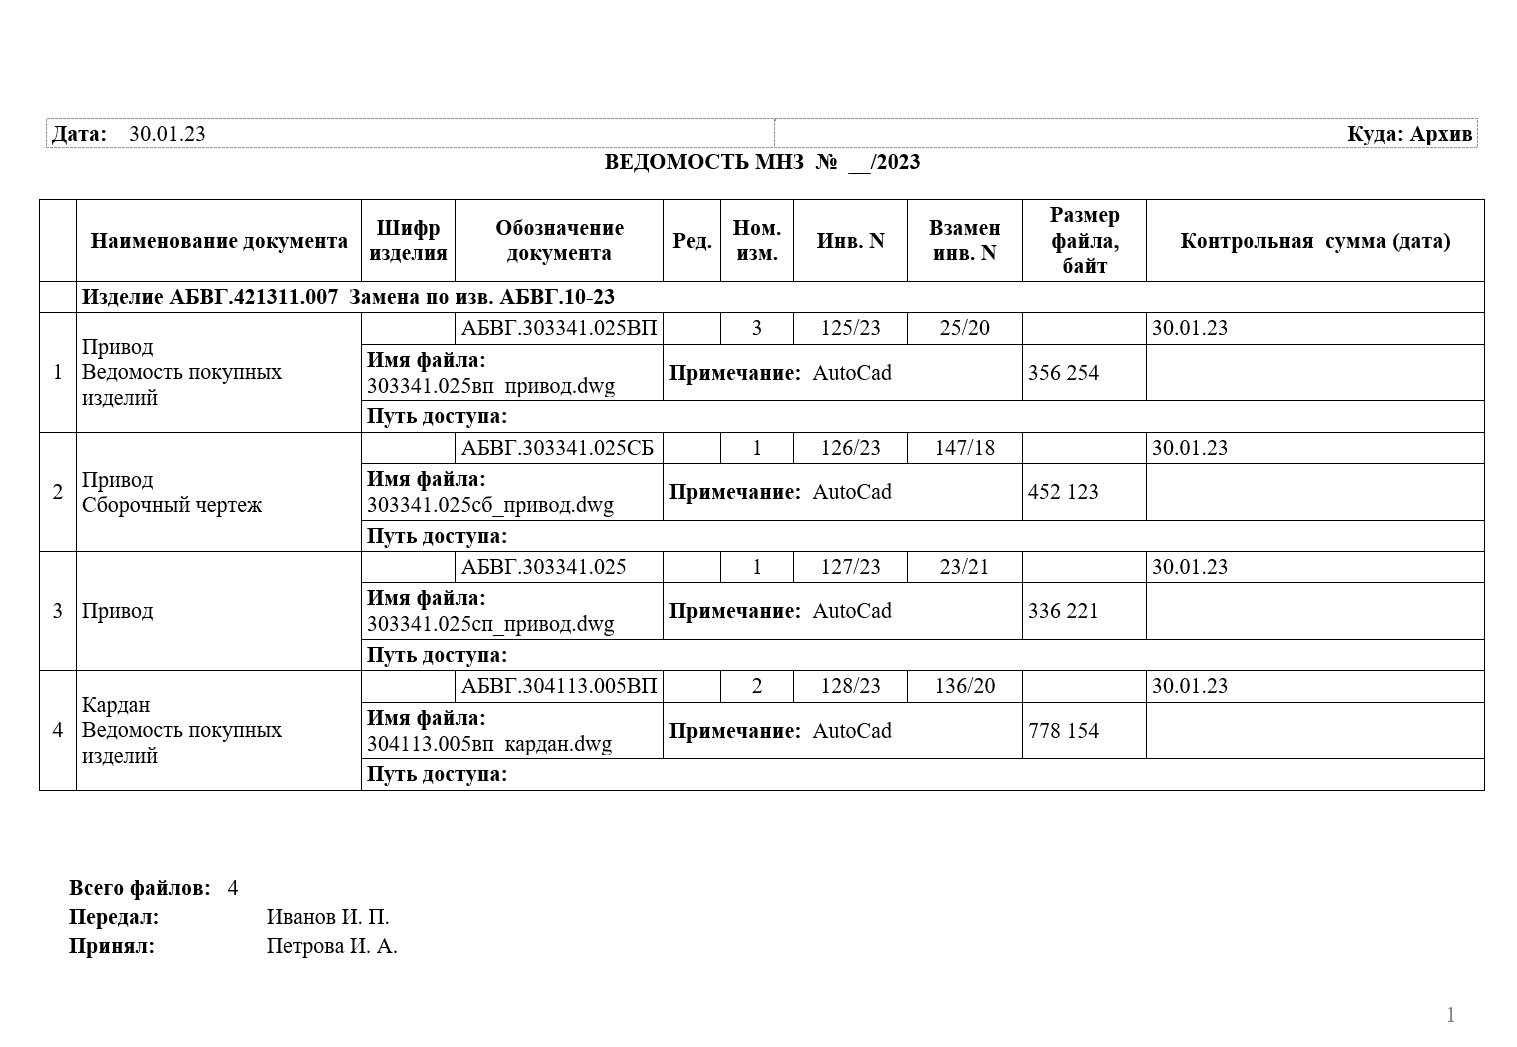 Дата: 30.01.23 Куда: Архив
ВЕДОМОСТЬ МНЗ № __/2023
Наименование документа Шифр изделия Обозначение документа Ред. Ном. изм. Инв. N Взамен инв. N Размер файла, байт Контрольная сумма (дата)
Изделие АБВГ.421311.007 Замена по изв. АБВГ.10-23
1
Привод
Ведомость покупных
изделий
АБВГ.303341.025ВП 3 125/23 25/20 30.01.23
Имя файла:
303341.025вп_привод.dwg
Примечание: AutoCad 356 254
Путь доступа:
2
Привод
Сборочный чертеж
АБВГ.303341.025СБ 1 126/23 147/18 30.01.23
Имя файла:
303341.025сб_привод.dwg
Примечание: AutoCad 452 123
Путь доступа:
3
Привод
АБВГ.303341.025 1 127/23 23/21 30.01.23
Имя файла:
303341.025сп_привод.dwg
Примечание: AutoCad 336 221
Путь доступа:
4
Кардан
Ведомость покупных
изделий
АБВГ.304113.005ВП 2 128/23 136/20 30.01.23
Имя файла:
304113.005вп_кардан.dwg
Примечание: AutoCad 778 154
Путь доступа:
Всего файлов: 4
Передал: Иванов И. П.
Принял: Петрова И. А.
1